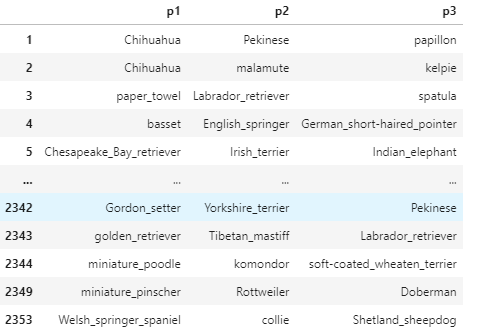 p1 p2 p3
1 Chihuahua Pekinese papillon
2 Chihuahua malamute kelpie
3 paper_towel Labrador_retriever spatula
4 basset English_springer German_short-haired_pointer
5 Chesapeake_Bay_retriever Irish_terrier Indian_elephant
... ... ... ...
2342 Gordon_setter Yorkshire_terrier Pekinese
2343 golden_retriever Tibetan_mastiff Labrador_retriever
2344 miniature_poodle komondor soft-coated_wheaten_terrier
2349 miniature_pinscher Rottweiler Doberman
2353 Welsh_springer_spaniel collie Shetland_sheepdog